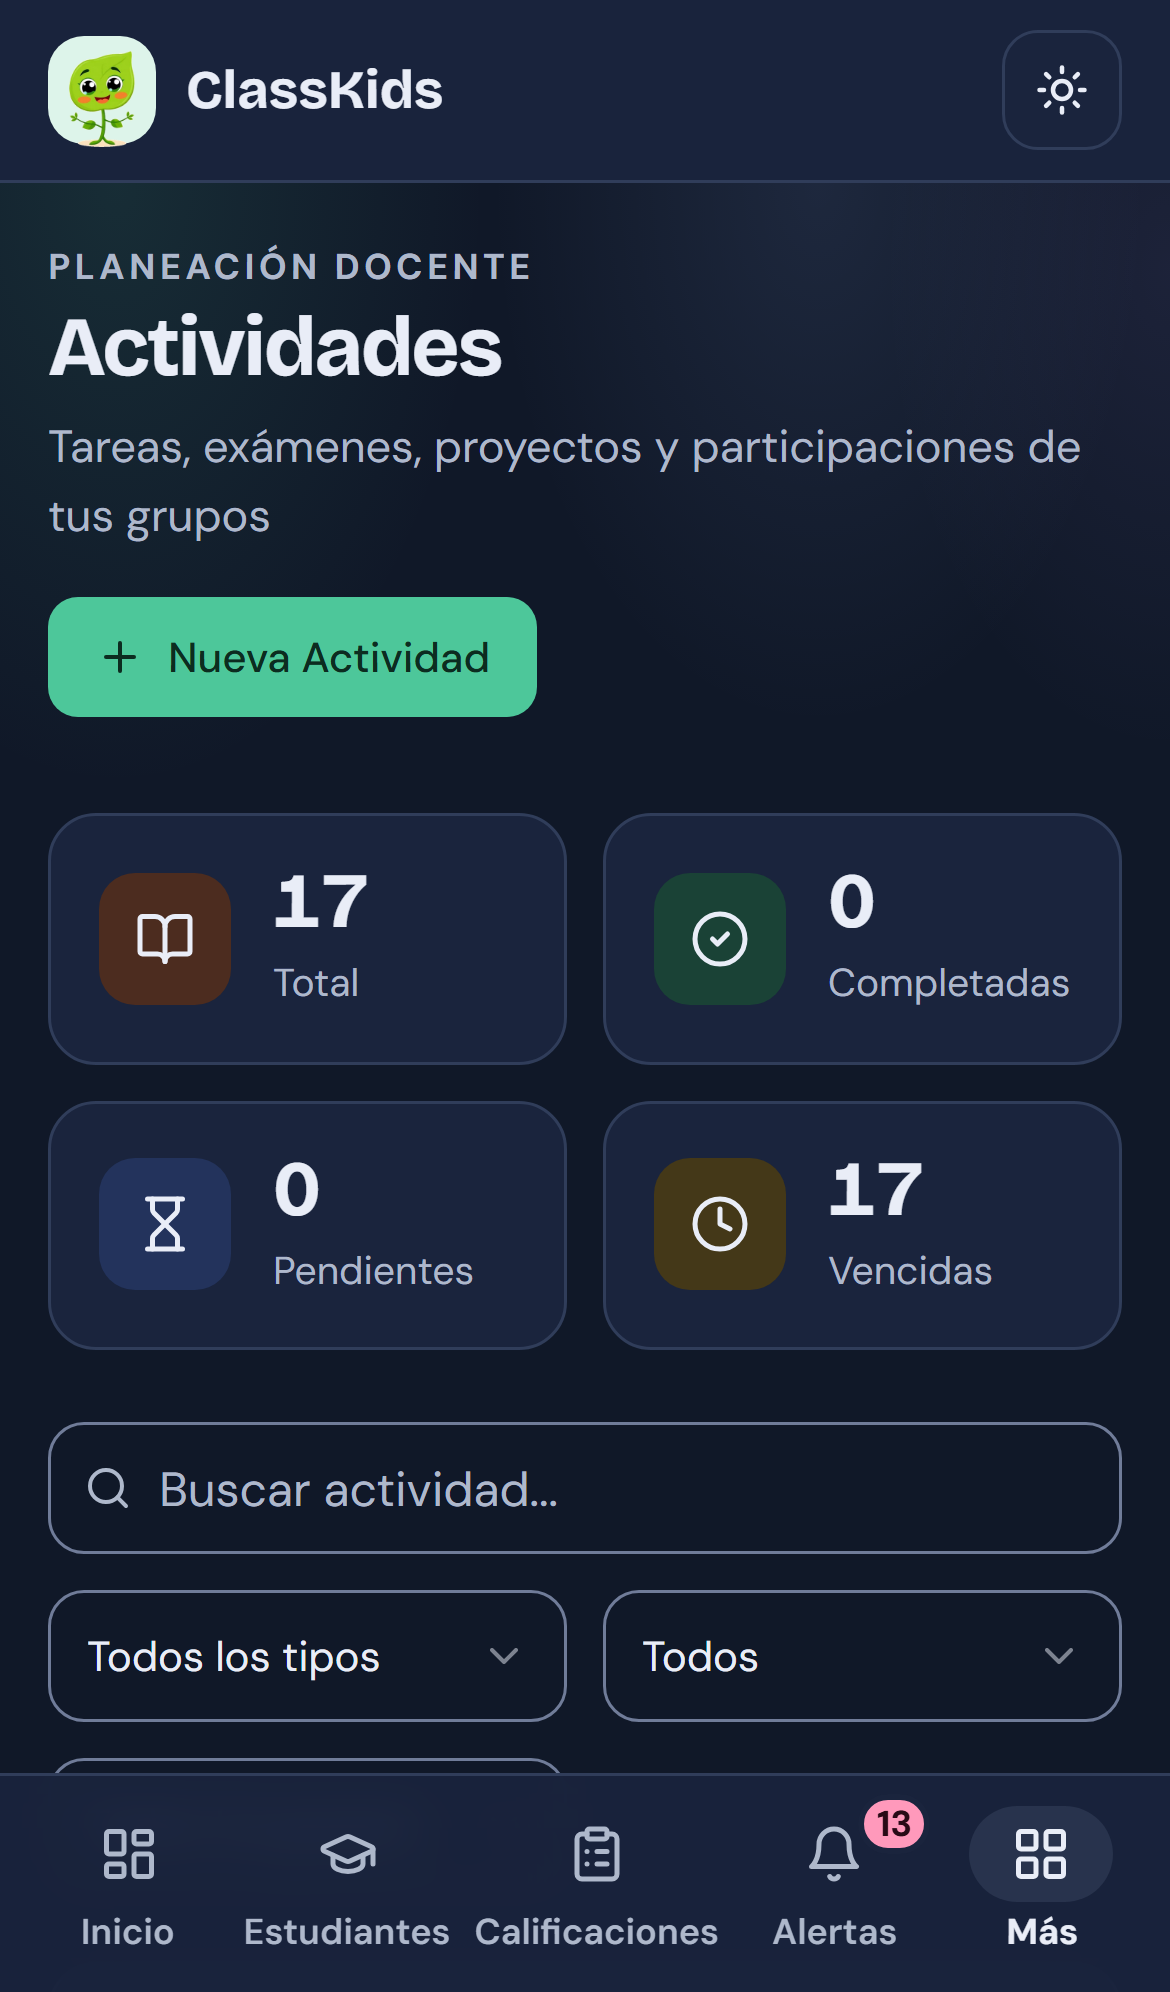 ClassKids
PLANEACIÓN DOCENTE
Actividades
Tareas, exámenes, proyectos y participaciones de
tus grupos
Nueva Actividad
17
Total
0
Completadas
0
Pendientes
17
Vencidas
Buscar actividad...
Todos los tipos
Todos
13
Inicio
Estudiantes
Calificaciones
Alertas
Más